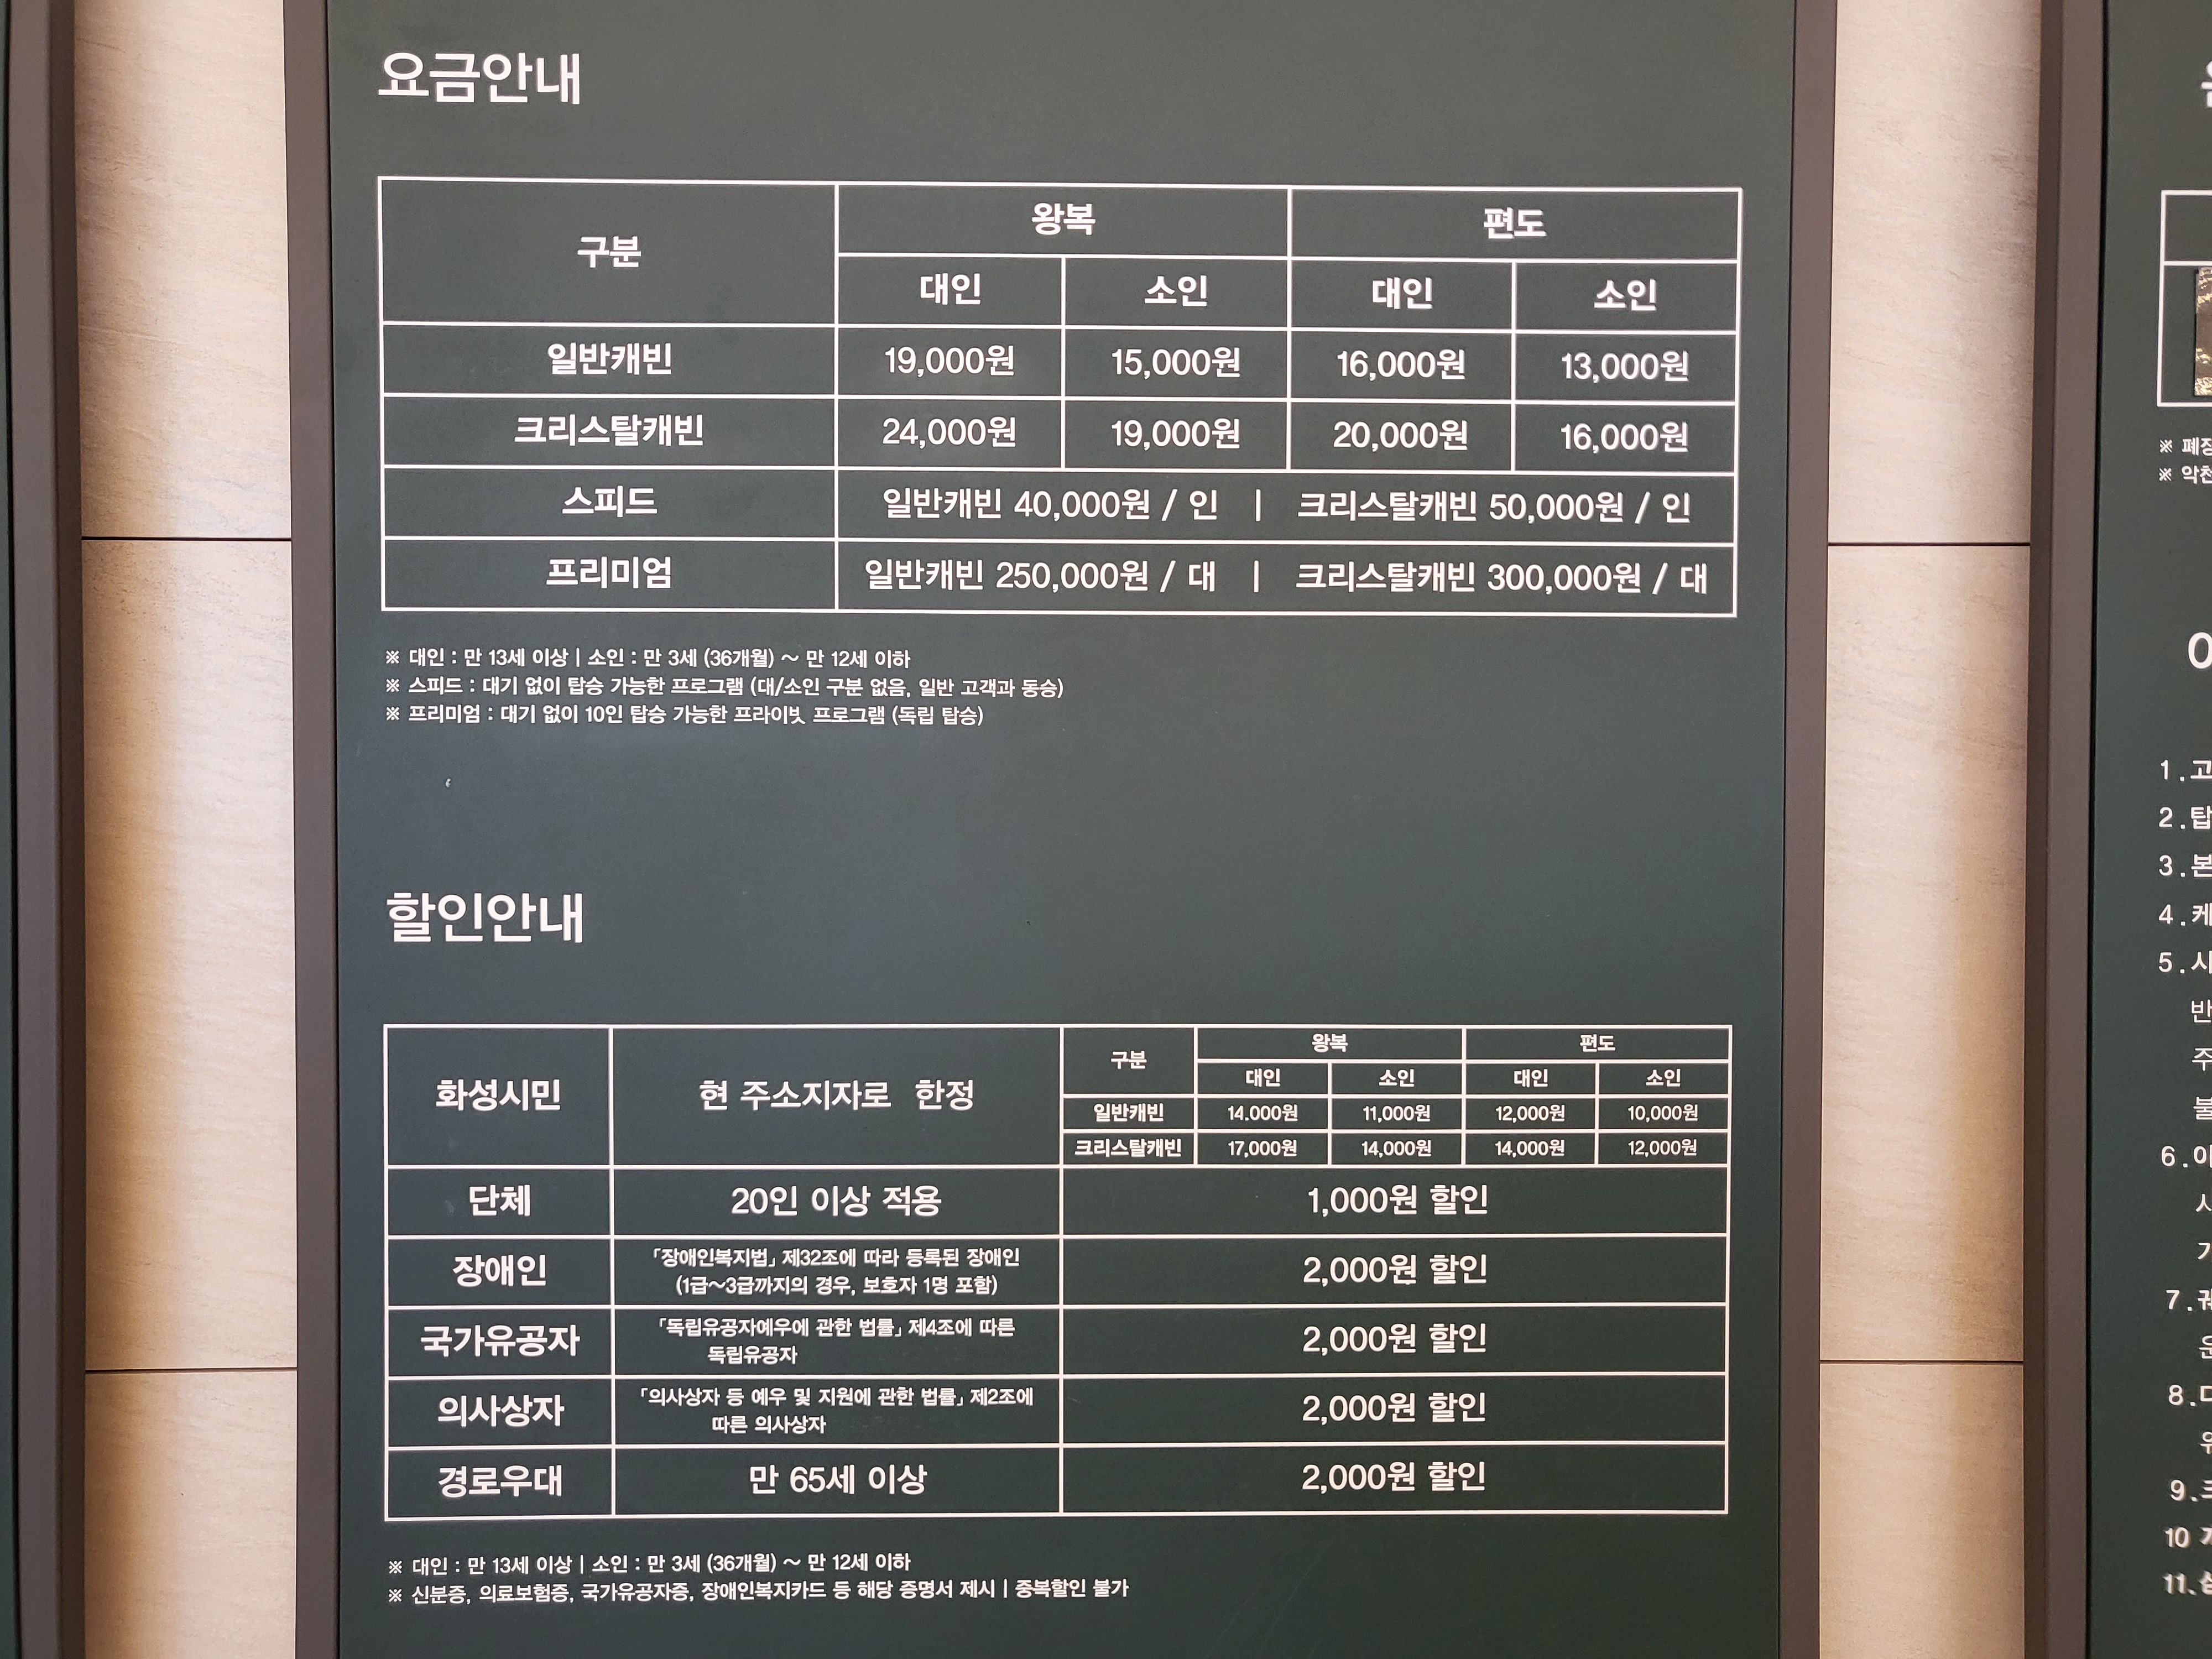 요금안내
구분 왕복 편도
대인 소인 대인 소인
일반캐빈 19,000원 15,000원 16,000원 13,000원
크리스탈캐빈 24,000원 19,000원 20,000원 16,000원
스피드 일반캐빈 40,000원 / 인 | 크리스탈캐빈 50,000원 / 인
프리미엄 일반캐빈 250,000원 / 대 | 크리스탈캐빈 300,000원 / 대
※ 대인 : 만 13세 이상 | 소인 : 만 3세 (36개월) ~ 만 12세 이하
※ 스피드 : 대기 없이 탑승 가능한 프로그램 (대/소인 구분 없음, 일반 고객과 동승)
※ 프리미엄 : 대기 없이 10인 탑승 가능한 프라이빗 프로그램 (독립 탑승)
할인안내
화성시민 현 주소지자로 한정
구분 왕복 편도
대인 소인 대인 소인
일반캐빈 14.000원 11,000원 12,000원 10,000원
크리스탈캐빈 17,000원 14,000원 14,000원 12,000원
단체 20인 이상 적용 1,000원 할인
장애인 「장애인복지법」 제32조에 따라 등록된 장애인
(1급~3급까지의 경우, 보호자 1명 포함) 2,000원 할인
국가유공자 「독립유공자예우에 관한 법률」 제4조에 따른
독립유공자 2,000원 할인
의사상자 「의사상자 등 예우 및 지원에 관한 법률」 제2조에
따른 의사상자 2,000원 할인
경로우대 만 65세 이상 2,000원 할인
※ 대인 : 만 13세 이상 | 소인 : 만 3세 (36개월) ~ 만 12세 이하
※ 신분증, 의료보험증, 국가유공자증, 장애인복지카드 등 해당 증명서 제시 | 중복할인 불가
※ 폐장
※ 악천
1.고
2.탑
3.본
4.케
5.시
반
주
불
6.이
시
7.
8.
9.
10
11.